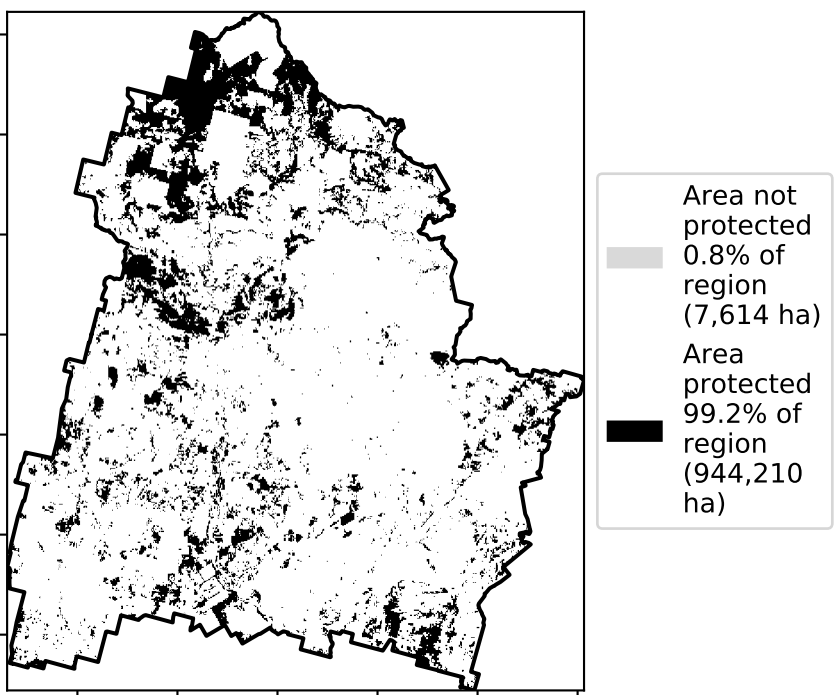 Area not
protected
0.8% of
region
(7,614 ha)
Area
protected
99.2% of
region
(944,210
ha)